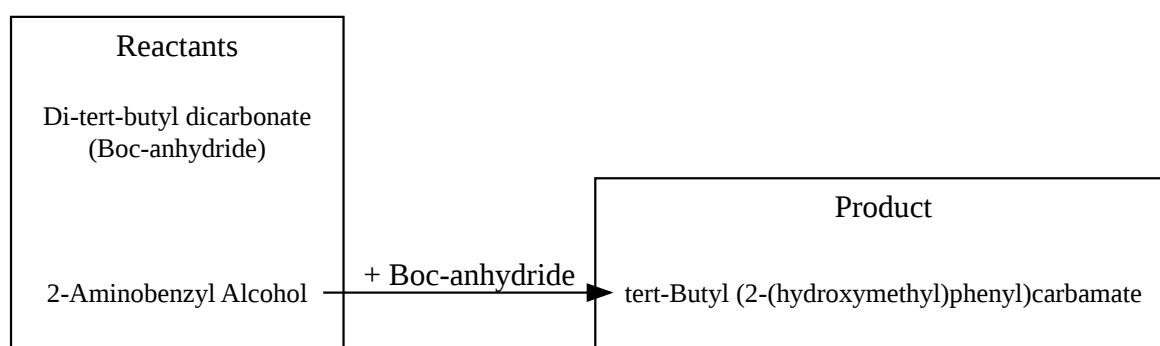 Reactants
Di-tert-butyl dicarbonate
(Boc-anhydride)
2-Aminobenzyl Alcohol
+ Boc-anhydride
Product
tert-Butyl (2-(hydroxymethyl)phenyl)carbamate